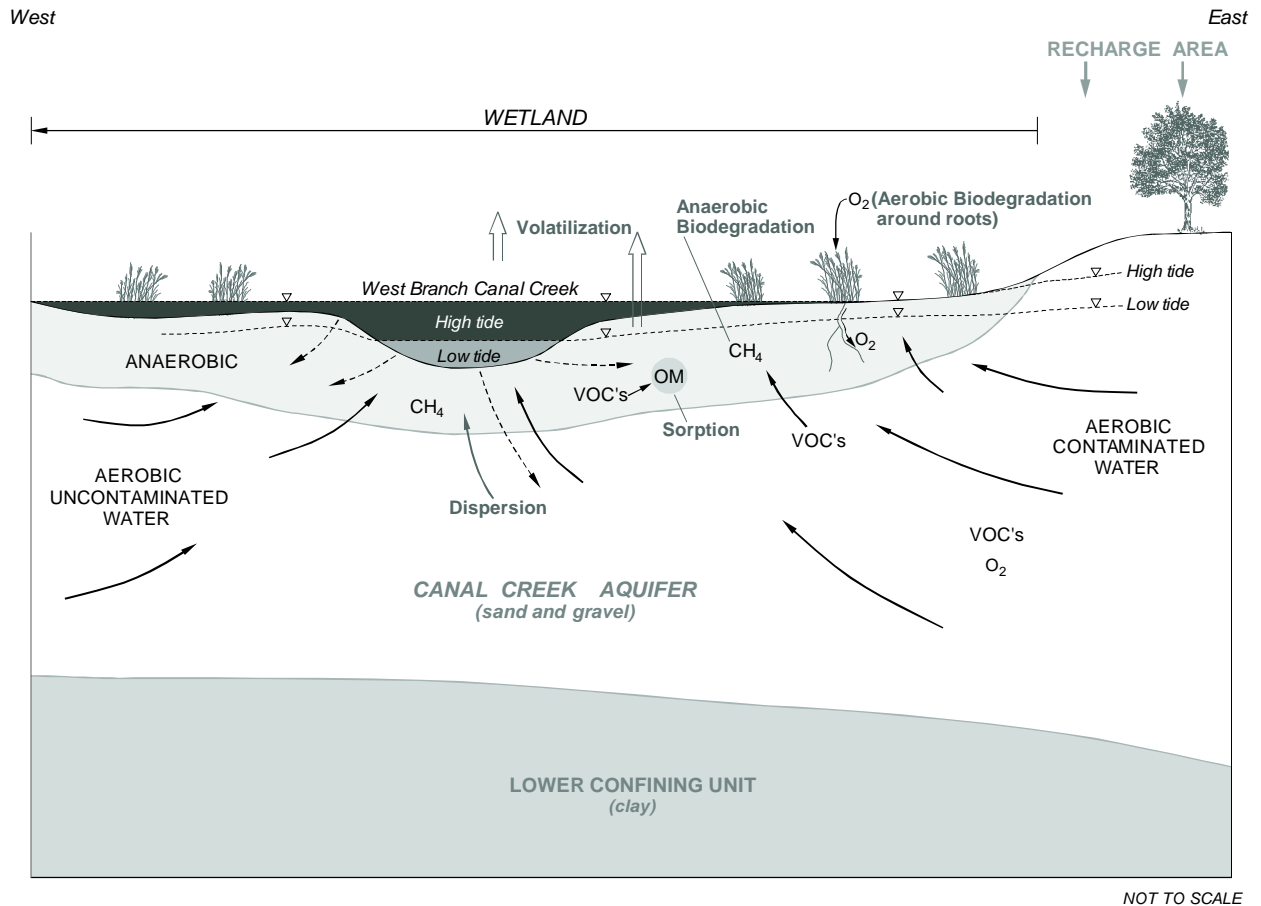 West
East
RECHARGE AREA
WETLAND
O2 (Aerobic Biodegradation
around roots)
Anaerobic
Biodegradation
Volatilization
West Branch Canal Creek
High tide
Low tide
High tide
Low tide
ANAEROBIC
CH4
O2
VOC's
OM
CH4
Sorption
VOC's
AEROBIC
CONTAMINATED
WATER
AEROBIC
UNCONTAMINATED
WATER
Dispersion
VOC's
O2
CANAL CREEK AQUIFER
(sand and gravel)
LOWER CONFINING UNIT
(clay)
NOT TO SCALE